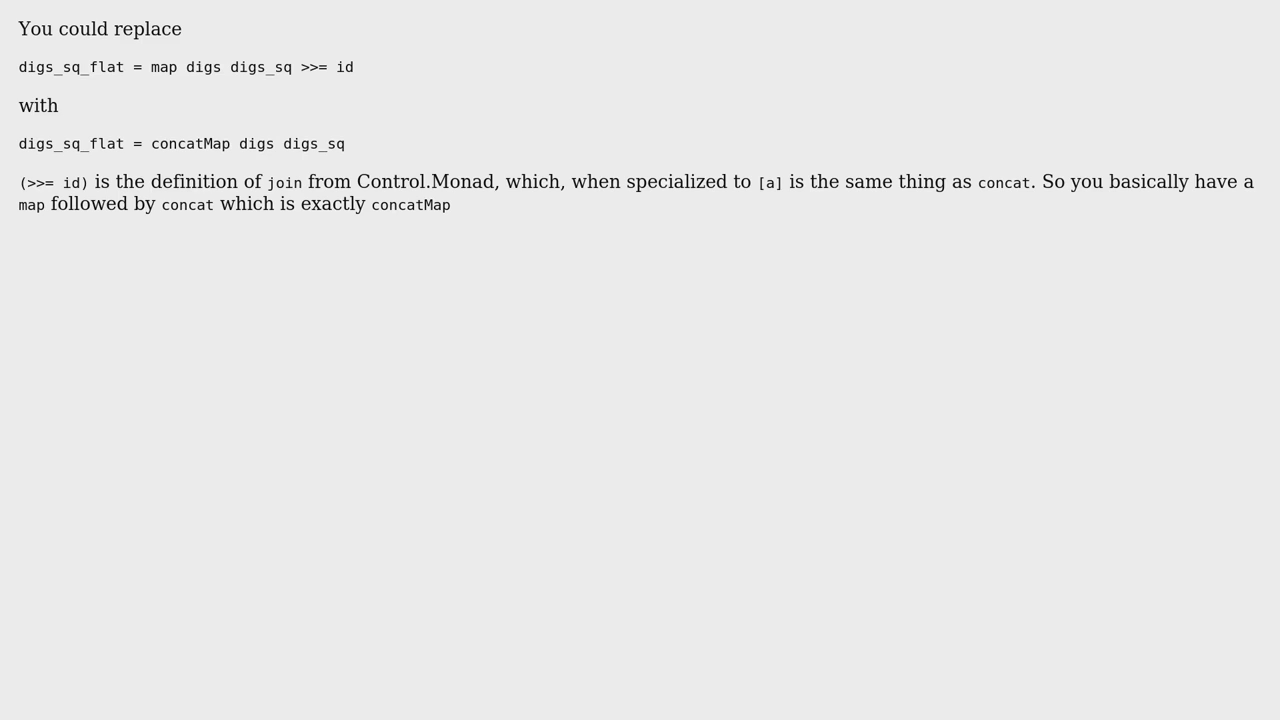 You could replace
digs_sq_flat = map digs digs_sq >>= id
with
digs_sq_flat = concatMap digs digs_sq
(>>= id) is the definition of join from Control.Monad, which, when specialized to [a] is the same thing as concat. So you basically have a
map followed by concat which is exactly concatMap